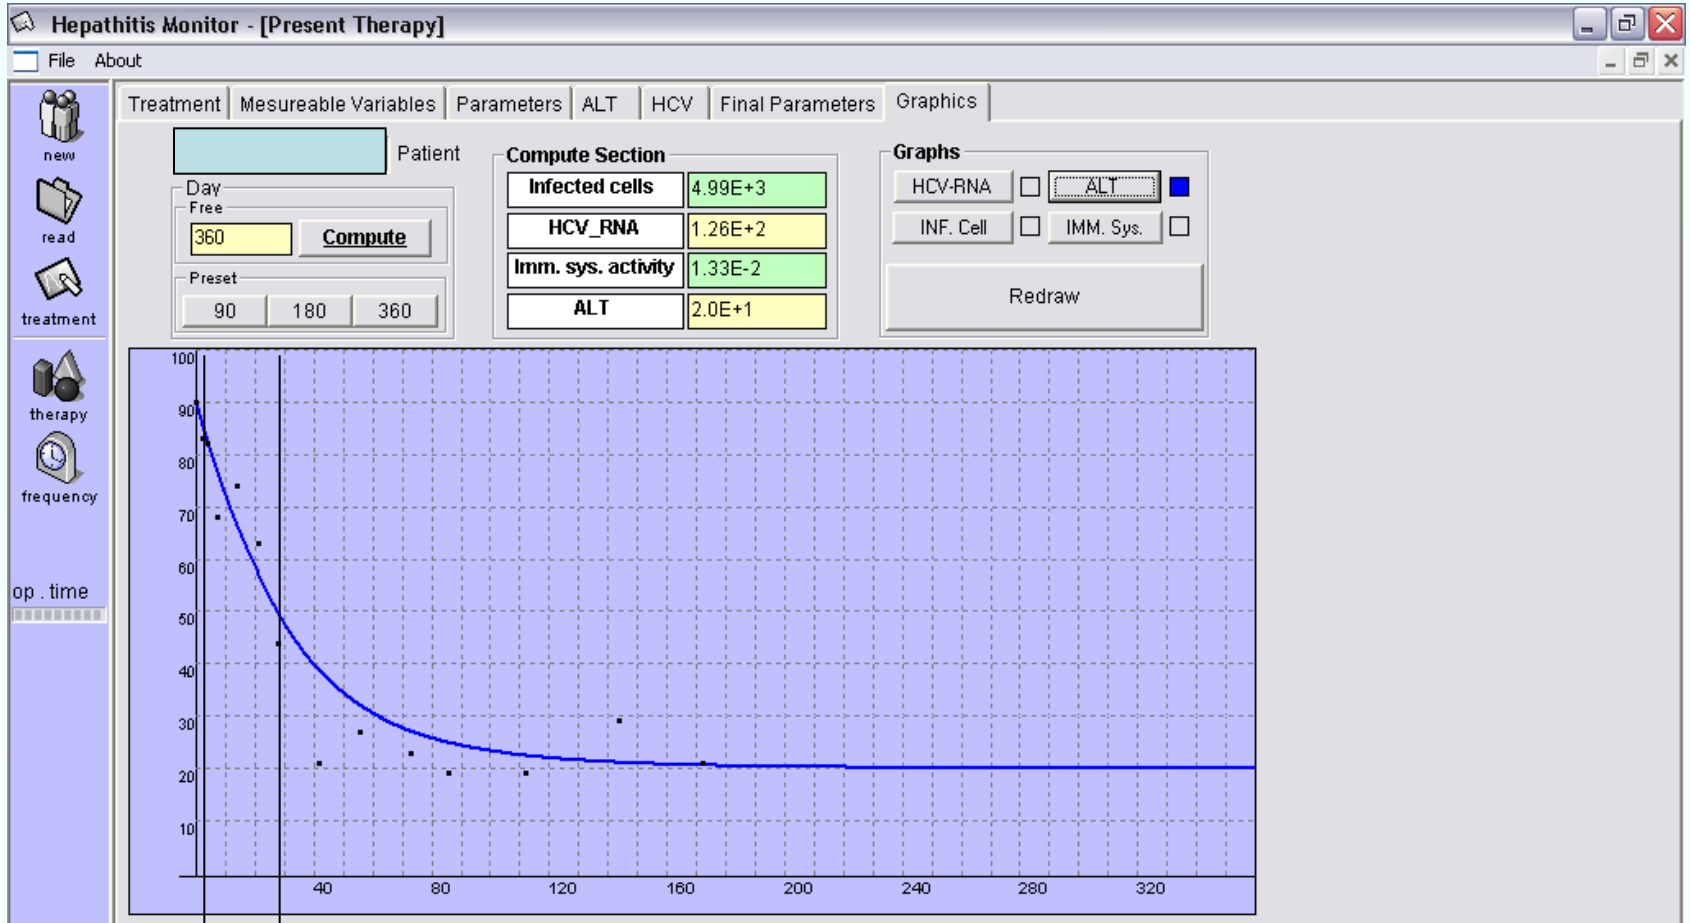 Hepathitis Monitor - [Present Therapy]
File About
Treatment Mesureable Variables Parameters ALT HCV Final Parameters Graphics
new
read
treatment
therapy
frequency
op . time
Patient
Day
Free
360 Compute
Preset
90 180 360
Compute Section
Infected cells 4.99E+3
HCV_RNA 1.26E+2
Imm. sys. activity 1.33E-2
ALT 2.0E+1
Graphs
HCV-RNA ALT
INF. Cell IMM. Sys.
Redraw
100
90
80
70
60
50
40
30
20
10
40 80 120 160 200 240 280 320